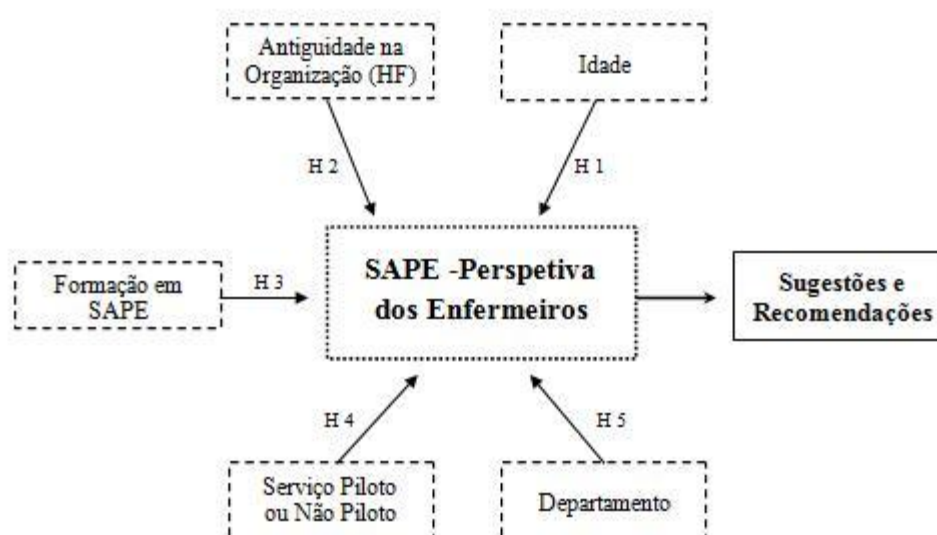 Antiguidade na
Organização (HF)
Idade
H 2
H 1
Formação em
SAPE
H 3
SAPE -Perspetiva
dos Enfermeiros
Sugestões e
Recomendações
H 4
H 5
Serviço Piloto
ou Não Piloto
Departamento